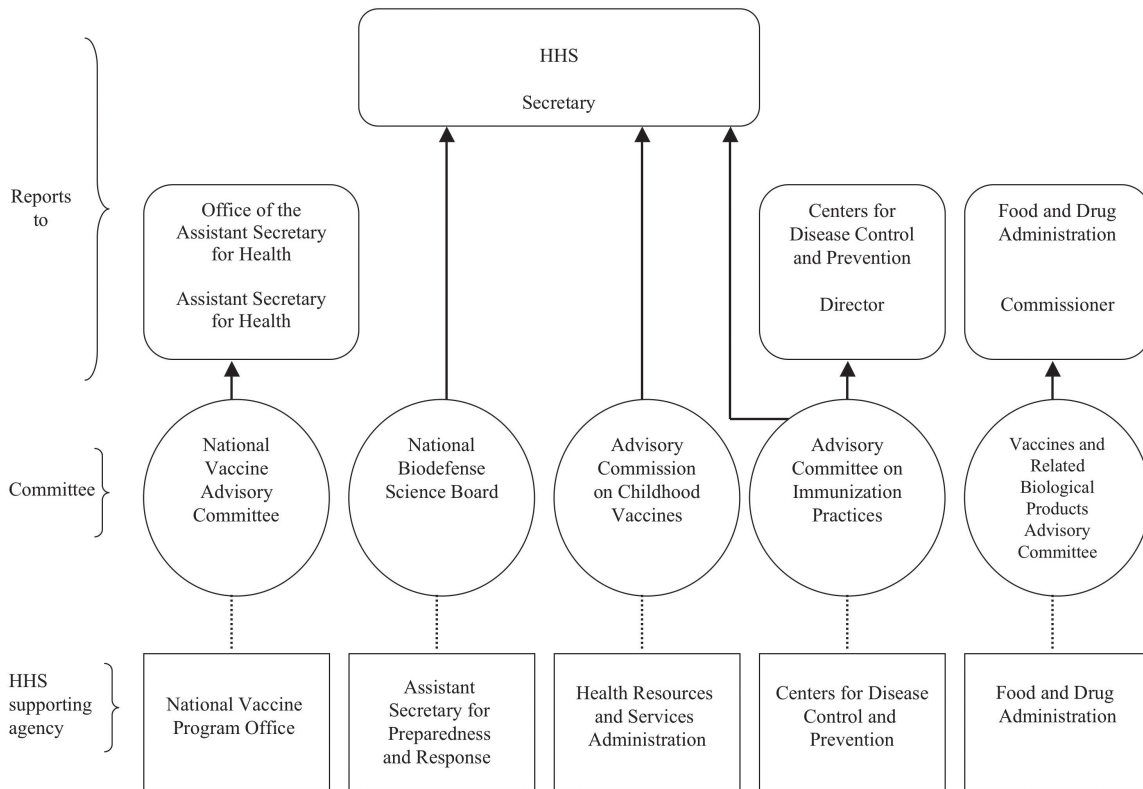 HHS
Secretary
Reports
to
Office of the
Assistant Secretary
for Health
Assistant Secretary
for Health
Centers for
Disease Control
and Prevention
Director
Food and Drug
Administration
Commissioner
Committee
National
Vaccine
Advisory
Committee
National
Biodefense
Science Board
Advisory
Commission
on Childhood
Vaccines
Advisory
Committee on
Immunization
Practices
Vaccines and
Related
Biological
Products
Advisory
Committee
HHS
supporting
agency
National Vaccine
Program Office
Assistant
Secretary for
Preparedness
and Response
Health Resources
and Services
Administration
Centers for Disease
Control and
Prevention
Food and Drug
Administration